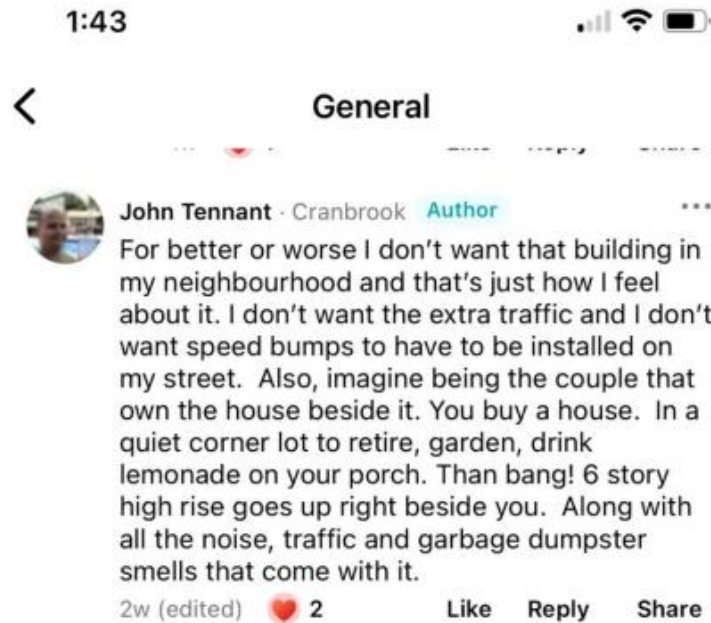 1:43
General
John Tennant · Cranbrook Author
For better or worse I don't want that building in
my neighbourhood and that's just how I feel
about it. I don't want the extra traffic and I don't
want speed bumps to have to be installed on
my street.  Also, imagine being the couple that
own the house beside it. You buy a house.  In a
quiet corner lot to retire, garden, drink
lemonade on your porch. Than bang! 6 story
high rise goes up right beside you.  Along with
all the noise, traffic and garbage dumpster
smells that come with it.
2w (edited) 2 Like Reply Share